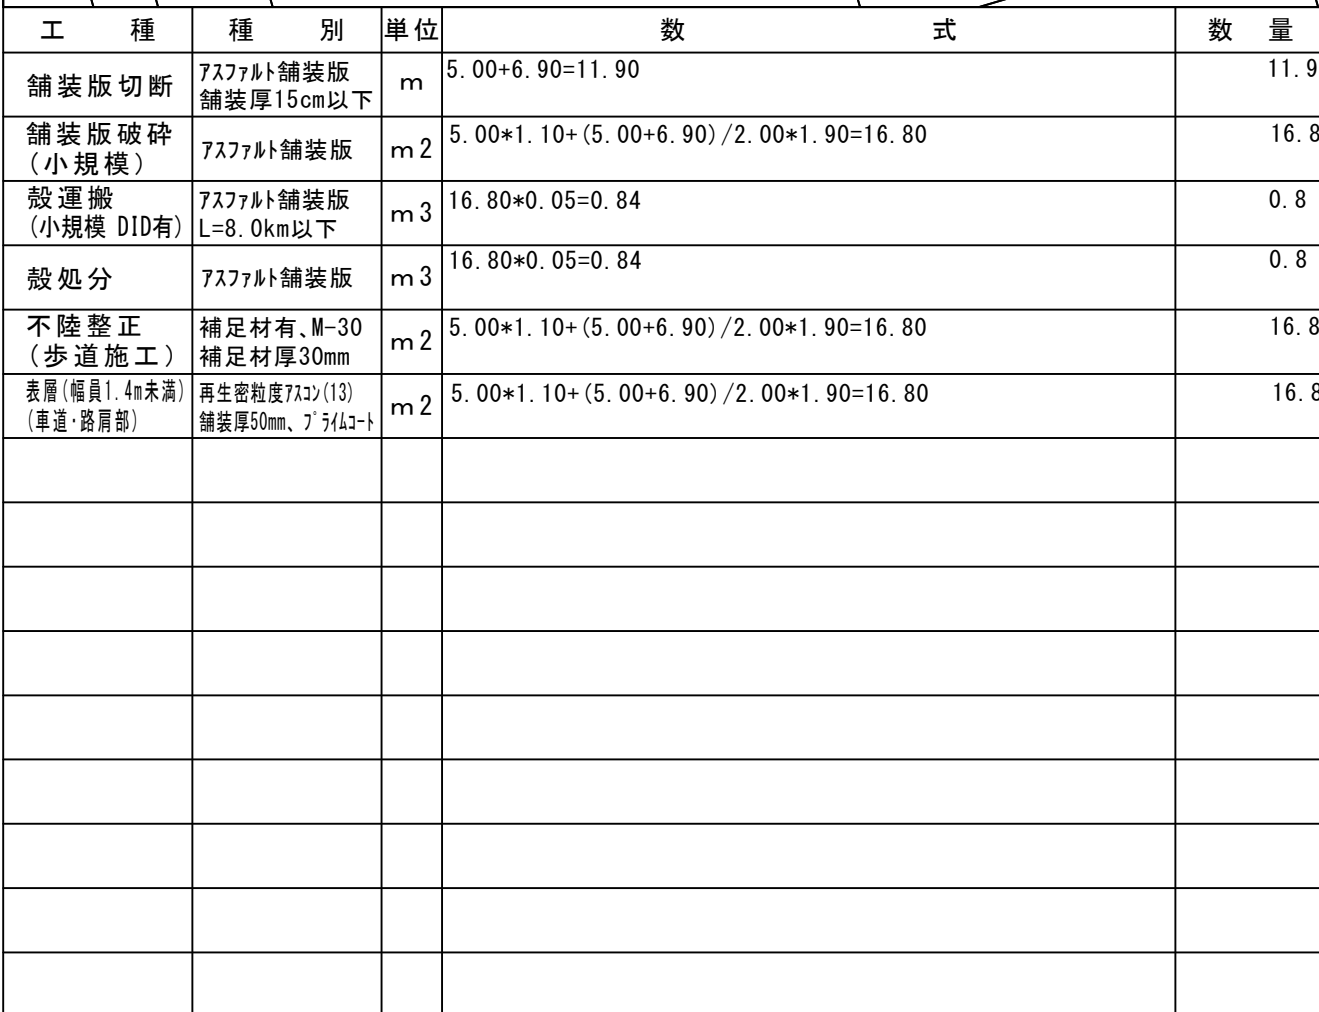 工 種 種 別 単位 数 式 数 量
舗装版切断 ｱｽﾌｧﾙﾄ舗装版 舗装厚15cm以下 m 5.00+6.90=11.90 11.9
舗装版破砕 (小規模) ｱｽﾌｧﾙﾄ舗装版 m2 5.00*1.10+(5.00+6.90)/2.00*1.90=16.80 16.8
殻運搬 (小規模 DID有) ｱｽﾌｧﾙﾄ舗装版 L=8.0km以下 m3 16.80*0.05=0.84 0.8
殻処分 ｱｽﾌｧﾙﾄ舗装版 m3 16.80*0.05=0.84 0.8
不陸整正 (歩道施工) 補足材有、M-30 補足材厚30mm m2 5.00*1.10+(5.00+6.90)/2.00*1.90=16.80 16.8
表層(幅員1.4m未満) (車道･路肩部) 再生密粒度ｱｽｺﾝ(13) 舗装厚50mm、ﾌﾟﾗｲﾑｺｰﾄ m2 5.00*1.10+(5.00+6.90)/2.00*1.90=16.80 16.8